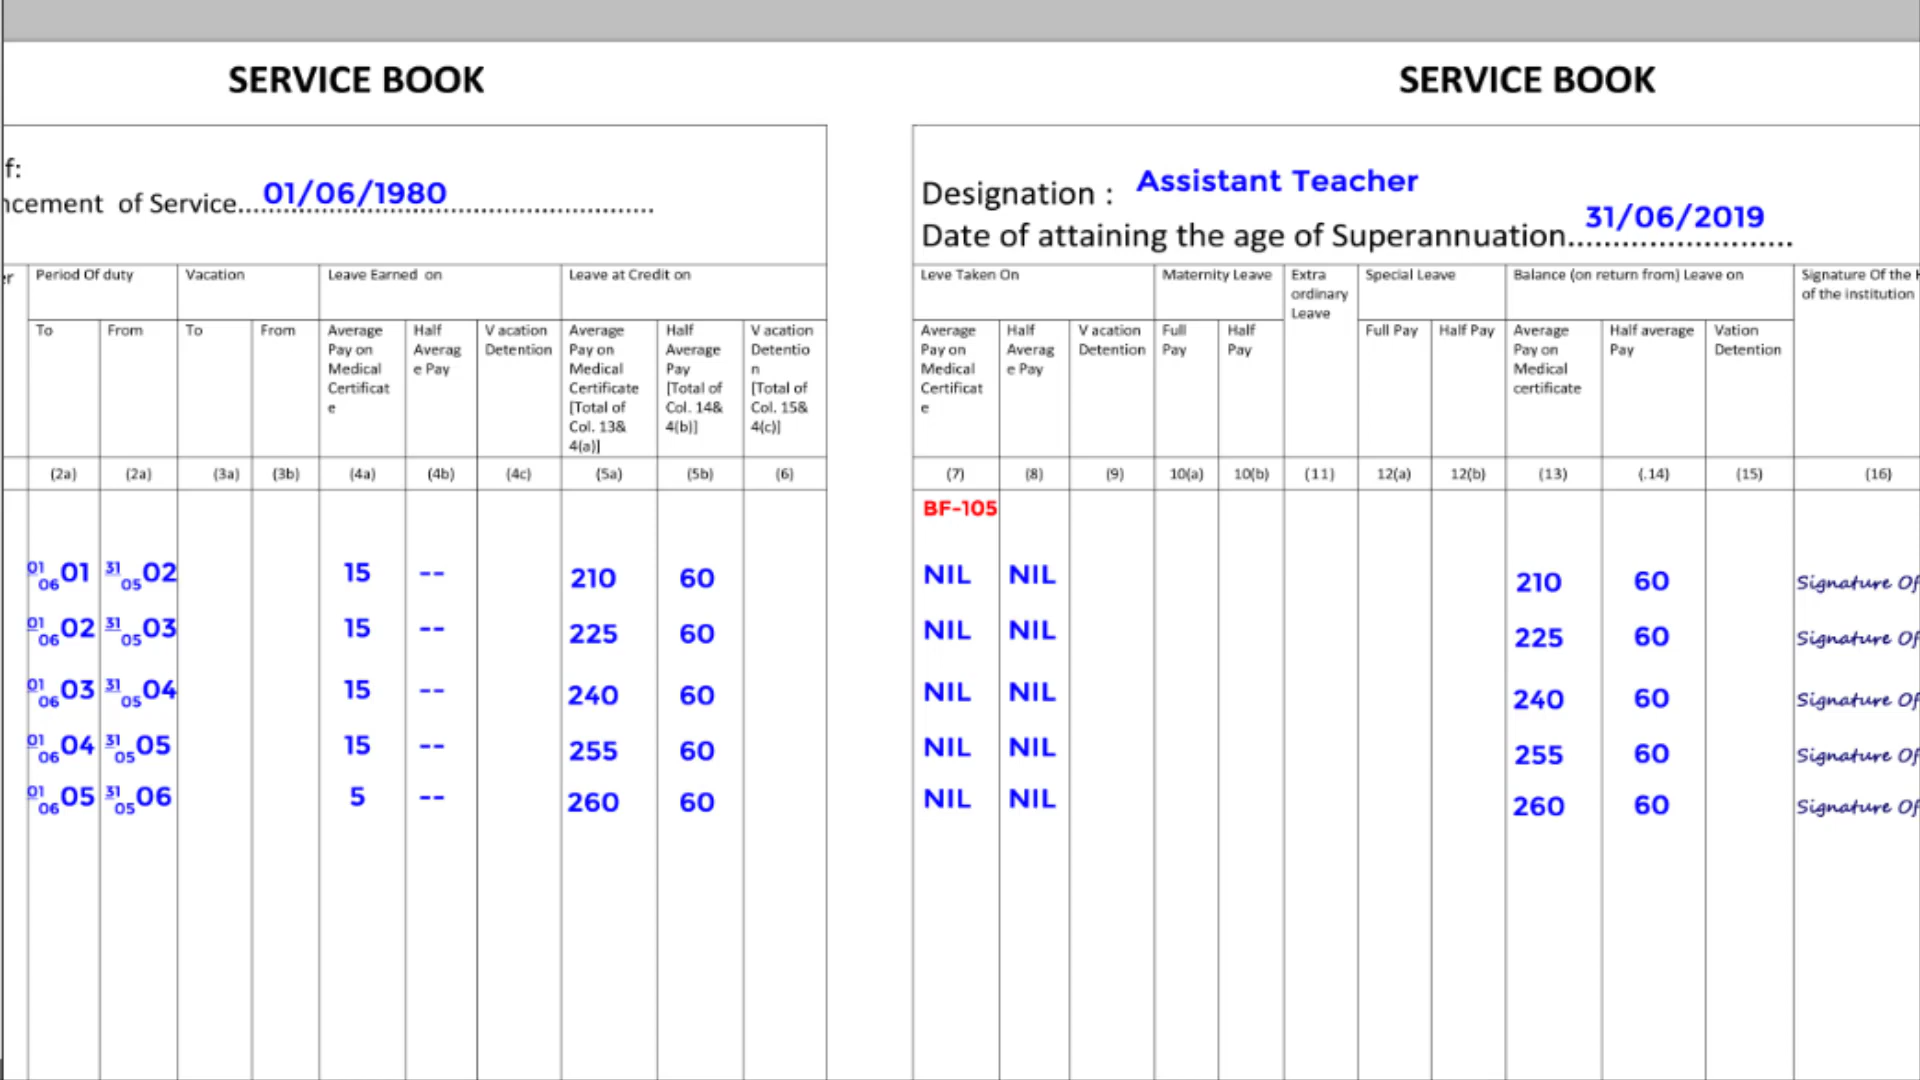 SERVICE BOOK
f:
ncement of Service.....01/06/1980.....
er Period Of duty Vacation Leave Earned on Leave at Credit on
To From To From Average Pay on Medical Certificat e Half Averag e Pay V acation Detention Average Pay on Medical Certificate [Total of Col. 13& 4(a)] Half Average Pay [Total of Col. 14& 4(b)] V acation Detentio n [Total of Col. 15& 4(c)]
(2a) (2a) (3a) (3b) (4a) (4b) (4c) (5a) (5b) (6)
01 06 01 31 05 02 15 -- 210 60
01 06 02 31 05 03 15 -- 225 60
01 06 03 31 05 04 15 -- 240 60
01 06 04 31 05 05 15 -- 255 60
01 06 05 31 05 06 5 -- 260 60
SERVICE BOOK
Designation : Assistant Teacher
Date of attaining the age of Superannuation.....31/06/2019.....
Leve Taken On Maternity Leave Extra ordinary Leave Special Leave Balance (on return from) Leave on Signature Of the H of the institution
Average Pay on Medical Certificat e Half Averag e Pay V acation Detention Full Pay Half Pay Full Pay Half Pay Average Pay on Medical certificate Half average Pay Vation Detention
(7) (8) (9) 10(a) 10(b) (11) 12(a) 12(b) (13) (.14) (15) (16)
BF-105
NIL NIL 210 60 Signature Of
NIL NIL 225 60 Signature Of
NIL NIL 240 60 Signature Of
NIL NIL 255 60 Signature Of
NIL NIL 260 60 Signature Of